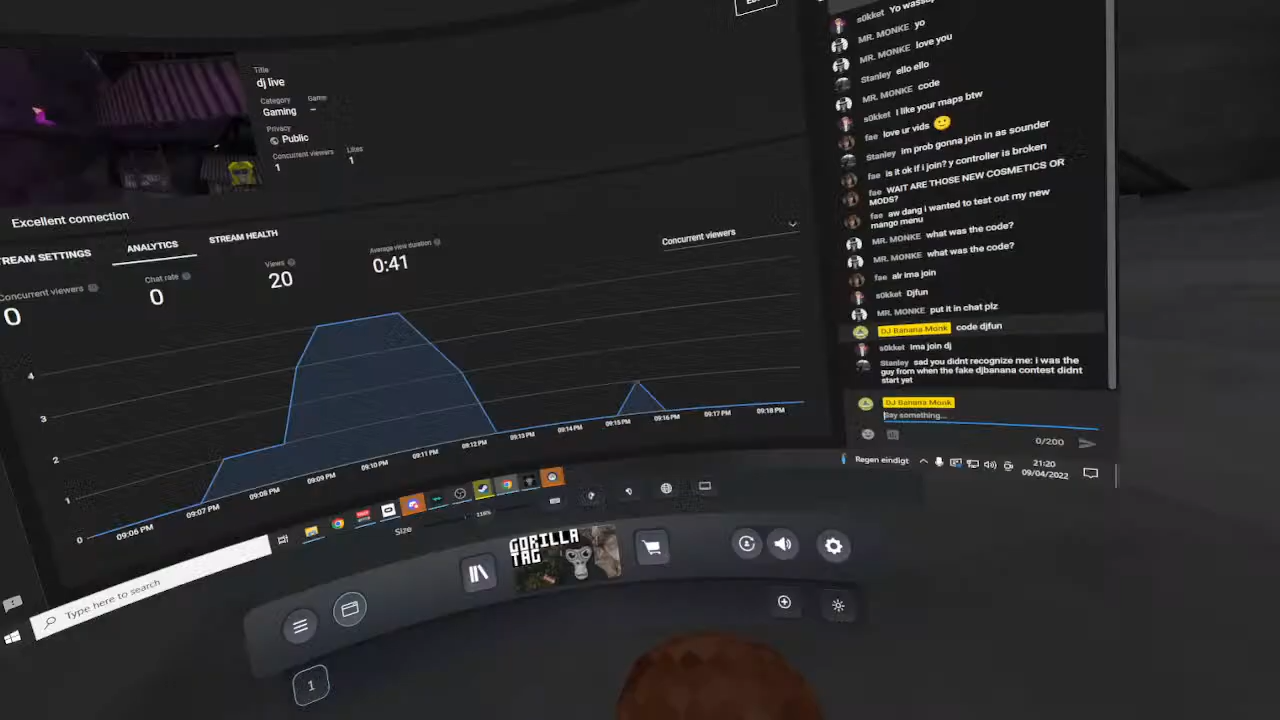 Title
dj live
Category
Game
Gaming
–
Privacy
Public
Concurrent viewers
Likes
1
1
Excellent connection
TREAM SETTINGS
ANALYTICS
STREAM HEALTH
Concurrent viewers
0
Chat rate
0
Views
20
Average view duration
0:41
Concurrent viewers
4
3
2
1
0
09:06 PM
09:07 PM
09:08 PM
09:09 PM
09:10 PM
09:11 PM
09:12 PM
09:13 PM
09:14 PM
09:15 PM
09:16 PM
09:17 PM
09:18 PM
s0kket Yo wassup
MR. MONKE yo
MR. MONKE love you
Stanley ello ello
MR. MONKE code
s0kket I like your maps btw
fae love ur vids 🙂
Stanley im prob gonna join in as sounder
fae is it ok If i join? y controller is broken
fae WAIT ARE THOSE NEW COSMETICS OR
MODS?
fae aw dang i wanted to test out my new
mango menu
MR. MONKE what was the code?
MR. MONKE what was the code?
fae alr ima join
s0kket Djfun
MR. MONKE put it in chat plz
DJ Banana Monk code djfun
s0kket Ima join dj
Stanley sad you didnt recognize me: i was the
guy from when the fake djbanana contest didnt
start yet
DJ Banana Monk
Say something...
0/200
Regen eindigt
21:20
09/04/2022
Type here to search
Size
GORILLA
TAG
1